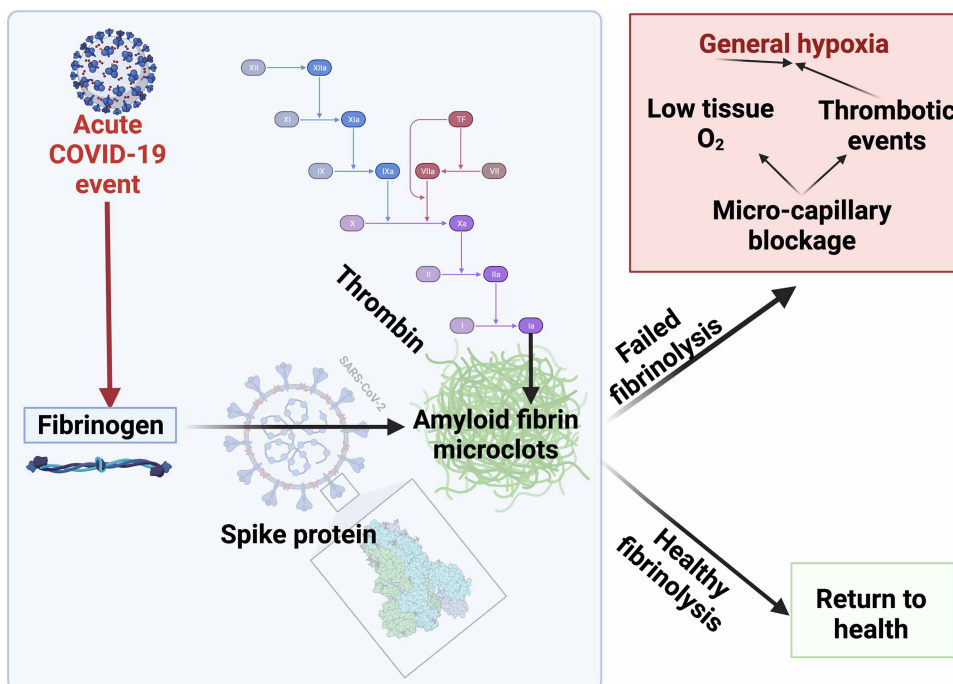 Acute
COVID-19
event
Fibrinogen
XII
XIIa
XI
XIa
TF
IX
IXa
VIIa
VII
X
Xa
II
IIa
I
Ia
Thrombin
SARS-CoV-2
Amyloid fibrin
microclots
Spike protein
General hypoxia
Low tissue
O₂
Thrombotic
events
Micro-capillary
blockage
Failed
fibrinolysis
Healthy
fibrinolysis
Return to
health